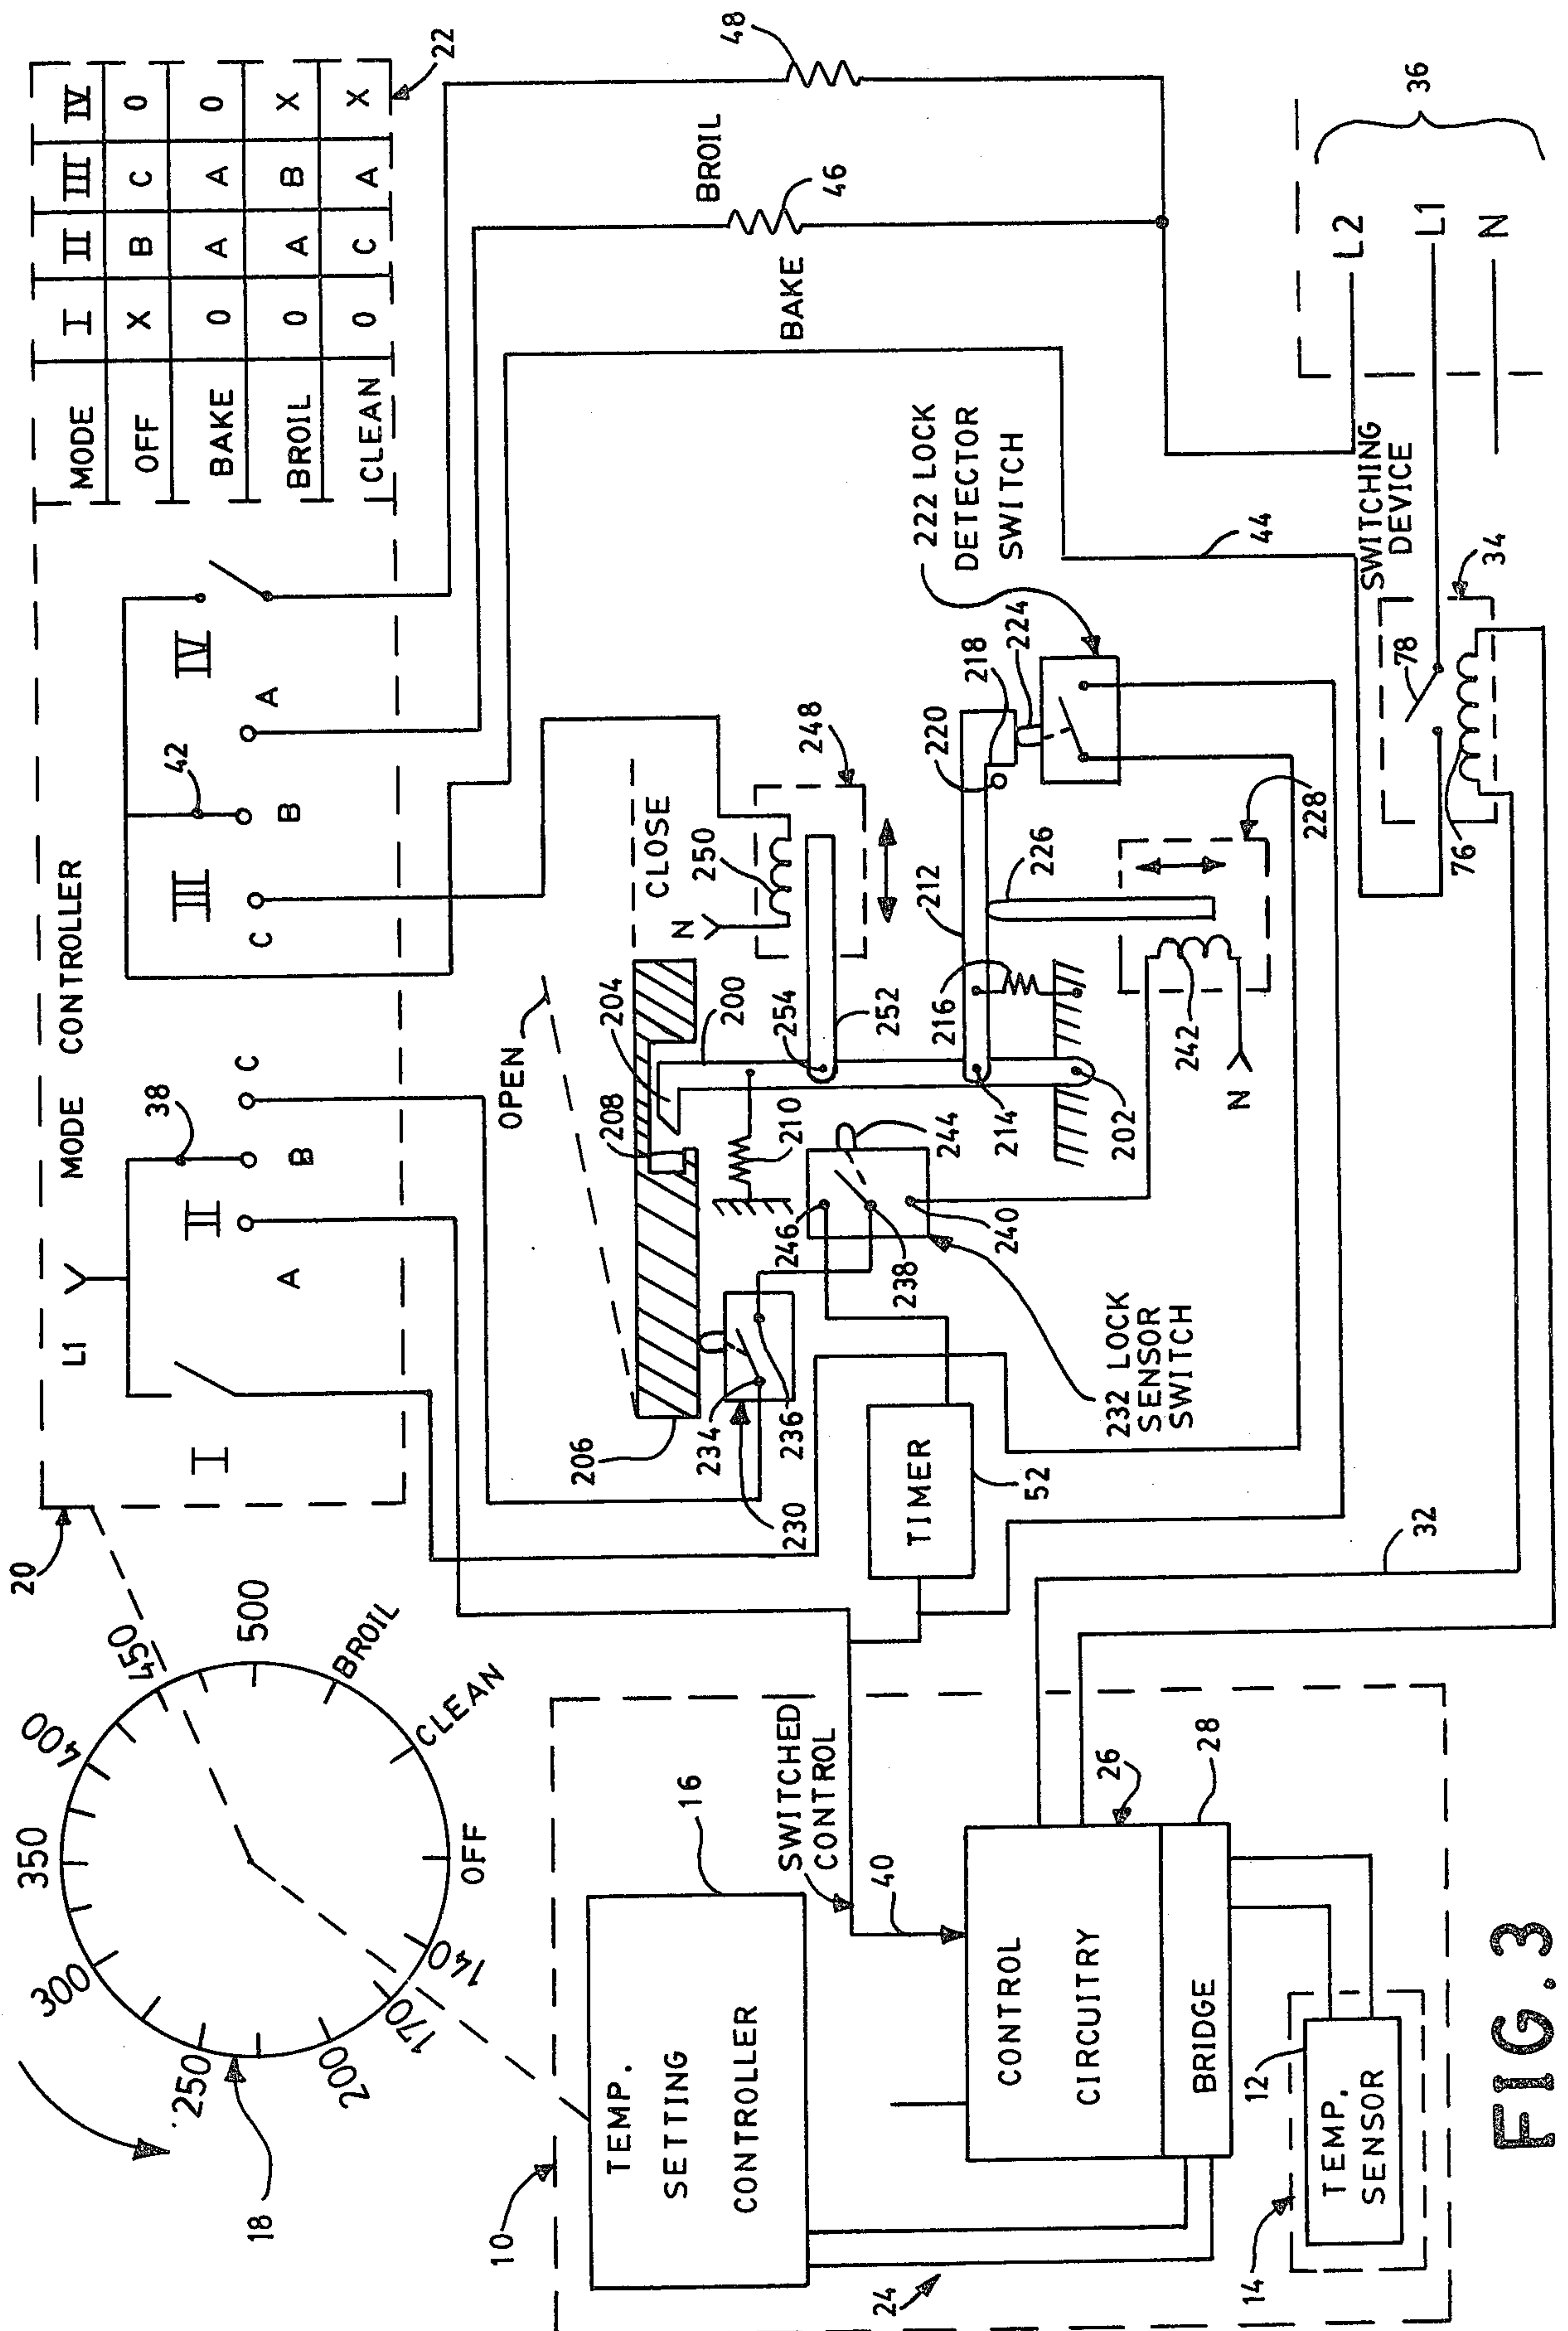 20
MODE CONTROLLER
L1
I
II
38
A
B
C
III
42
C
B
A
IV
MODE I II III IV
OFF X B C 0
BAKE 0 A A 0
BROIL 0 A B X
CLEAN 0 C A X
22
350
400
450
500
BROIL
CLEAN
OFF
140
170
200
250
300
18
OPEN
CLOSE
204
208
200
206
210
234
236
230
254
252
N
250
248
246
238
240
244
232 LOCK
SENSOR
SWITCH
214
202
216
212
220
218
226
224
222 LOCK
DETECTOR
SWITCH
242
N
228
TIMER
52
BAKE
46
BROIL
48
10
TEMP.
SETTING
CONTROLLER
16
SWITCHED
CONTROL
40
24
CONTROL
CIRCUITRY
26
BRIDGE
28
12
TEMP.
SENSOR
14
32
44
SWITCHING
DEVICE
34
78
76
L2
L1
N
36
FIG. 3